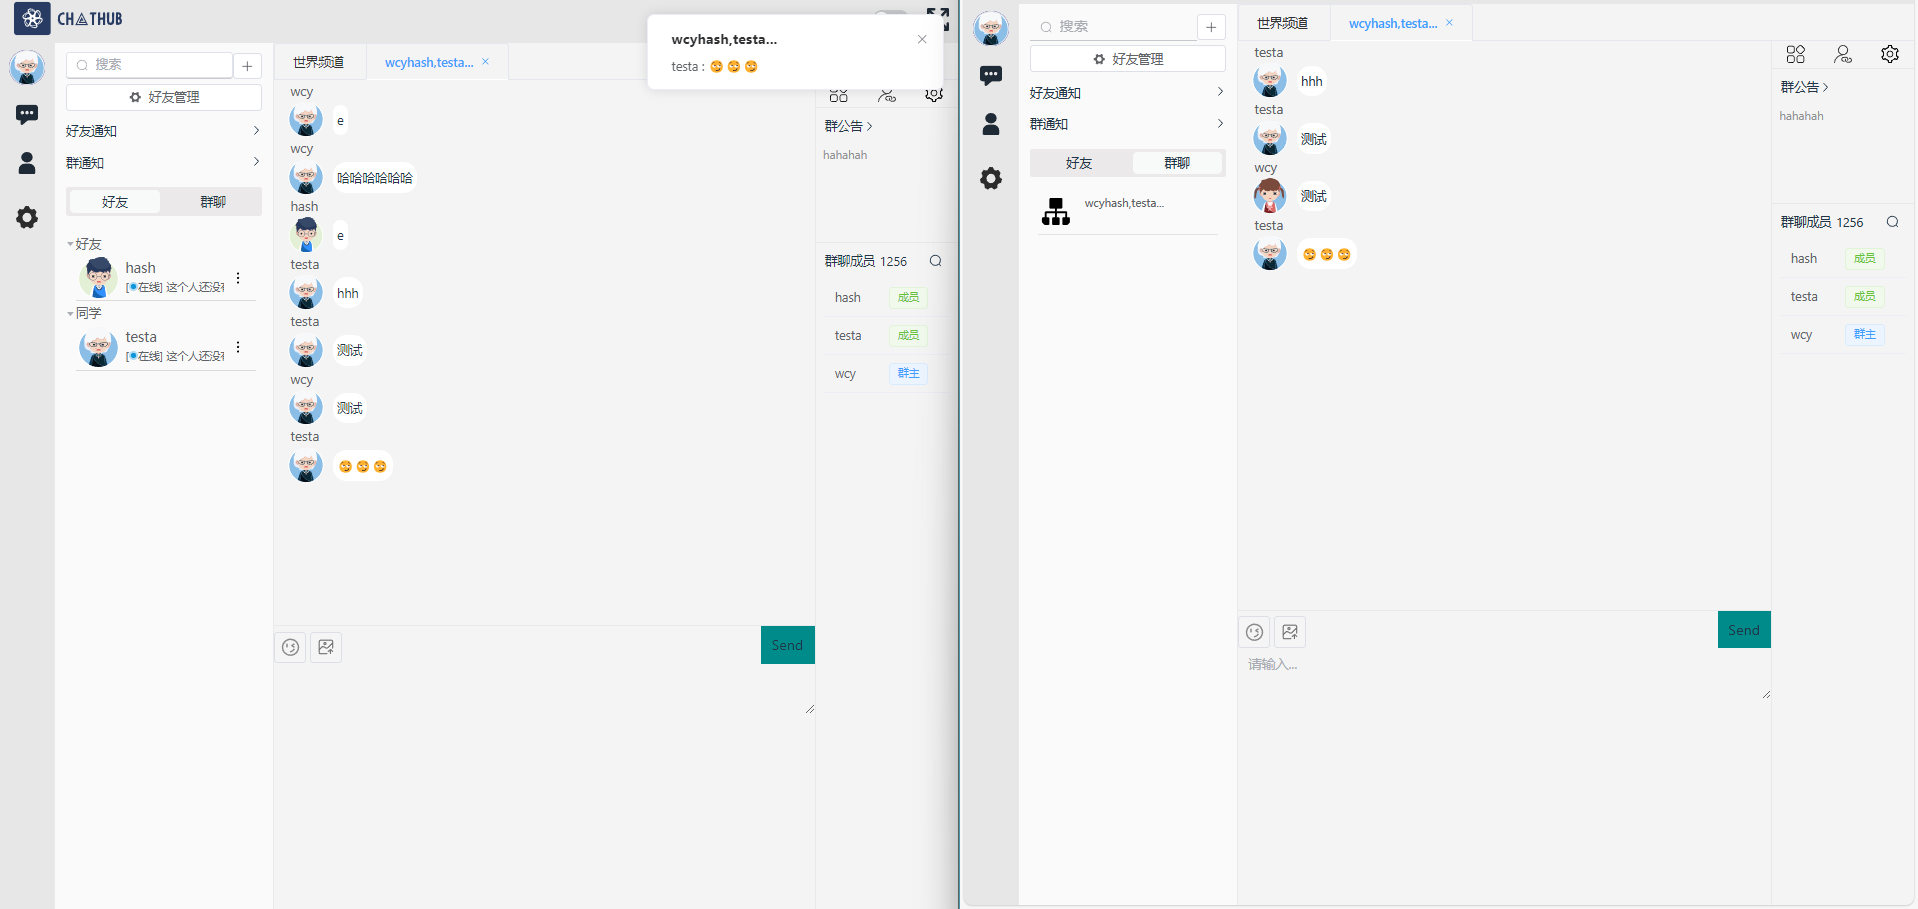 CHATHUB
搜索
好友管理
好友通知
群通知
好友
群聊
好友
hash
[在线] 这个人还没
同学
testa
[在线] 这个人还没
世界频道
wcyhash,testa...
wcyhash,testa...
testa :
wcy
e
wcy
哈哈哈哈哈哈
hash
e
testa
hhh
testa
测试
wcy
测试
testa
Send
群公告
hahahah
群聊成员 1256
hash
成员
testa
成员
wcy
群主
搜索
好友管理
好友通知
群通知
好友
群聊
wcyhash,testa...
世界频道
wcyhash,testa...
testa
hhh
testa
测试
wcy
测试
testa
Send
请输入...
群公告
hahahah
群聊成员 1256
hash
成员
testa
成员
wcy
群主